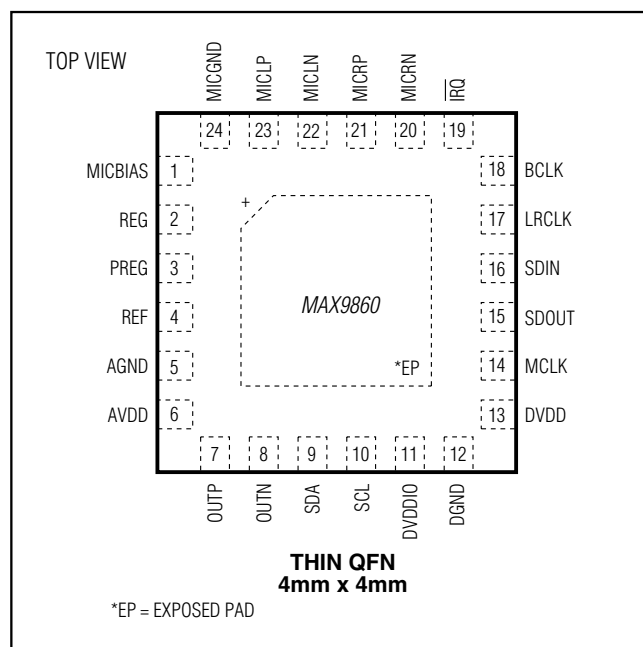 TOP VIEW
MICGND
MICLP
MICLN
MICRP
MICRN
IRQ
24 23 22 21 20 19
MICBIAS 1
REG 2
PREG 3
REF 4
AGND 5
AVDD 6
+
MAX9860
*EP
18 BCLK
17 LRCLK
16 SDIN
15 SDOUT
14 MCLK
13 DVDD
7 8 9 10 11 12
OUTP
OUTN
SDA
SCL
DVDDIO
DGND
THIN QFN
4mm x 4mm
*EP = EXPOSED PAD